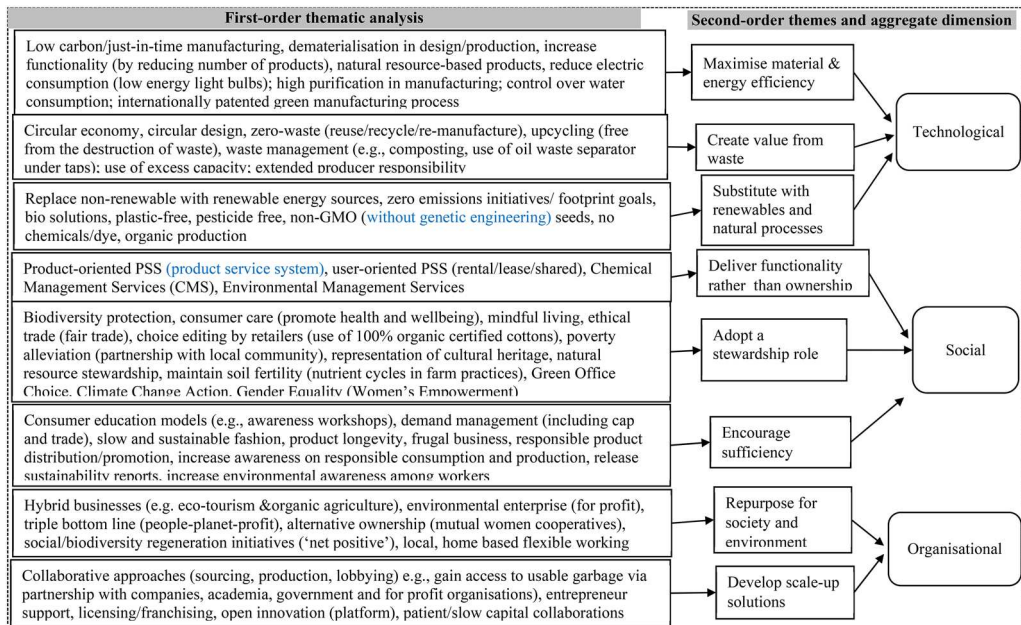 First-order thematic analysis
Second-order themes and aggregate dimension
Low carbon/just-in-time manufacturing, dematerialisation in design/production, increase
functionality (by reducing number of products), natural resource-based products, reduce electric
consumption (low energy light bulbs); high purification in manufacturing; control over water
consumption; internationally patented green manufacturing process
Maximise material &
energy efficiency
Circular economy, circular design, zero-waste (reuse/recycle/re-manufacture), upcycling (free
from the destruction of waste), waste management (e.g., composting, use of oil waste separator
under taps); use of excess capacity; extended producer responsibility
Create value from
waste
Technological
Replace non-renewable with renewable energy sources, zero emissions initiatives/ footprint goals,
bio solutions, plastic-free, pesticide free, non-GMO (without genetic engineering) seeds, no
chemicals/dye, organic production
Substitute with
renewables and
natural processes
Product-oriented PSS (product service system), user-oriented PSS (rental/lease/shared), Chemical
Management Services (CMS), Environmental Management Services
Deliver functionality
rather than ownership
Biodiversity protection, consumer care (promote health and wellbeing), mindful living, ethical
trade (fair trade), choice editing by retailers (use of 100% organic certified cottons), poverty
alleviation (partnership with local community), representation of cultural heritage, natural
resource stewardship, maintain soil fertility (nutrient cycles in farm practices), Green Office
Choice, Climate Change Action, Gender Equality (Women's Empowerment)
Adopt a
stewardship role
Social
Consumer education models (e.g., awareness workshops), demand management (including cap
and trade), slow and sustainable fashion, product longevity, frugal business, responsible product
distribution/promotion, increase awareness on responsible consumption and production, release
sustainability reports, increase environmental awareness among workers
Encourage
sufficiency
Hybrid businesses (e.g. eco-tourism &organic agriculture), environmental enterprise (for profit),
triple bottom line (people-planet-profit), alternative ownership (mutual women cooperatives),
social/biodiversity regeneration initiatives ('net positive'), local, home based flexible working
Repurpose for
society and
environment
Organisational
Collaborative approaches (sourcing, production, lobbying) e.g., gain access to usable garbage via
partnership with companies, academia, government and for profit organisations), entrepreneur
support, licensing/franchising, open innovation (platform), patient/slow capital collaborations
Develop scale-up
solutions